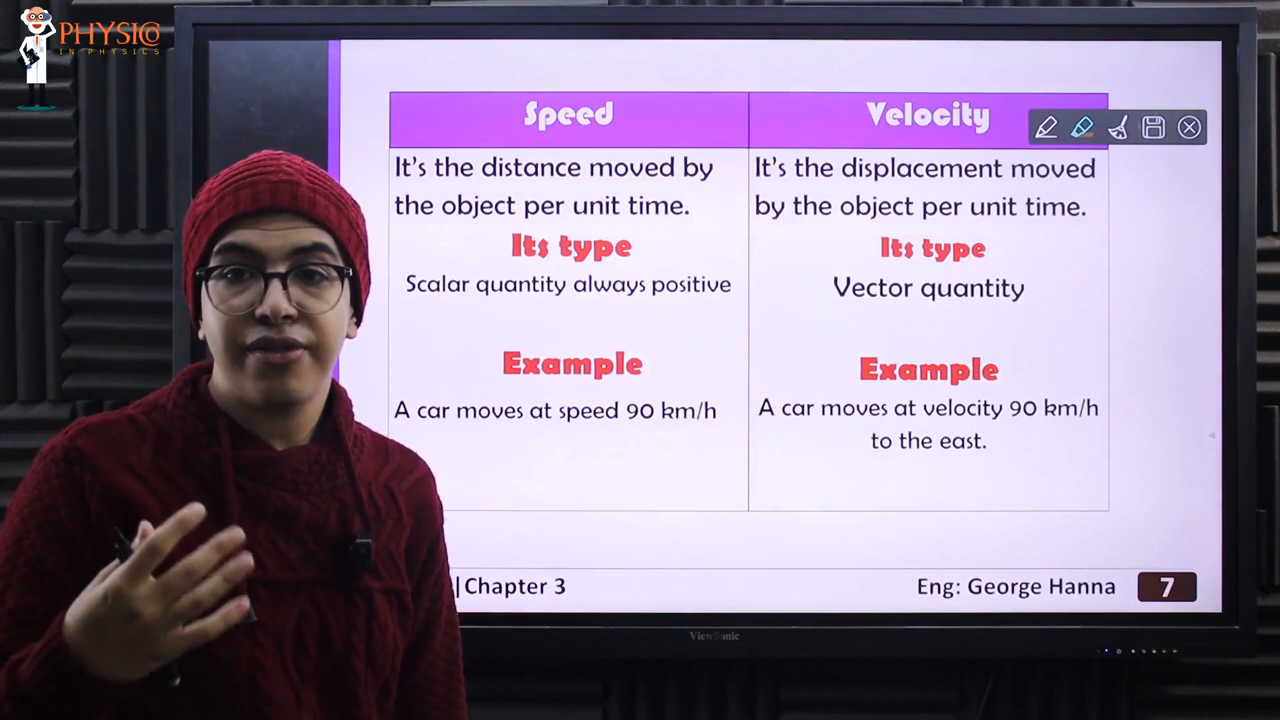 PHYSICO
IN PHYSICS
Speed
Velocity
It's the distance moved by
the object per unit time.
Its type
Scalar quantity always positive
Example
A car moves at speed 90 km/h
It's the displacement moved
by the object per unit time.
Its type
Vector quantity
Example
A car moves at velocity 90 km/h
to the east.
|Chapter 3
Eng: George Hanna
7
ViewSonic